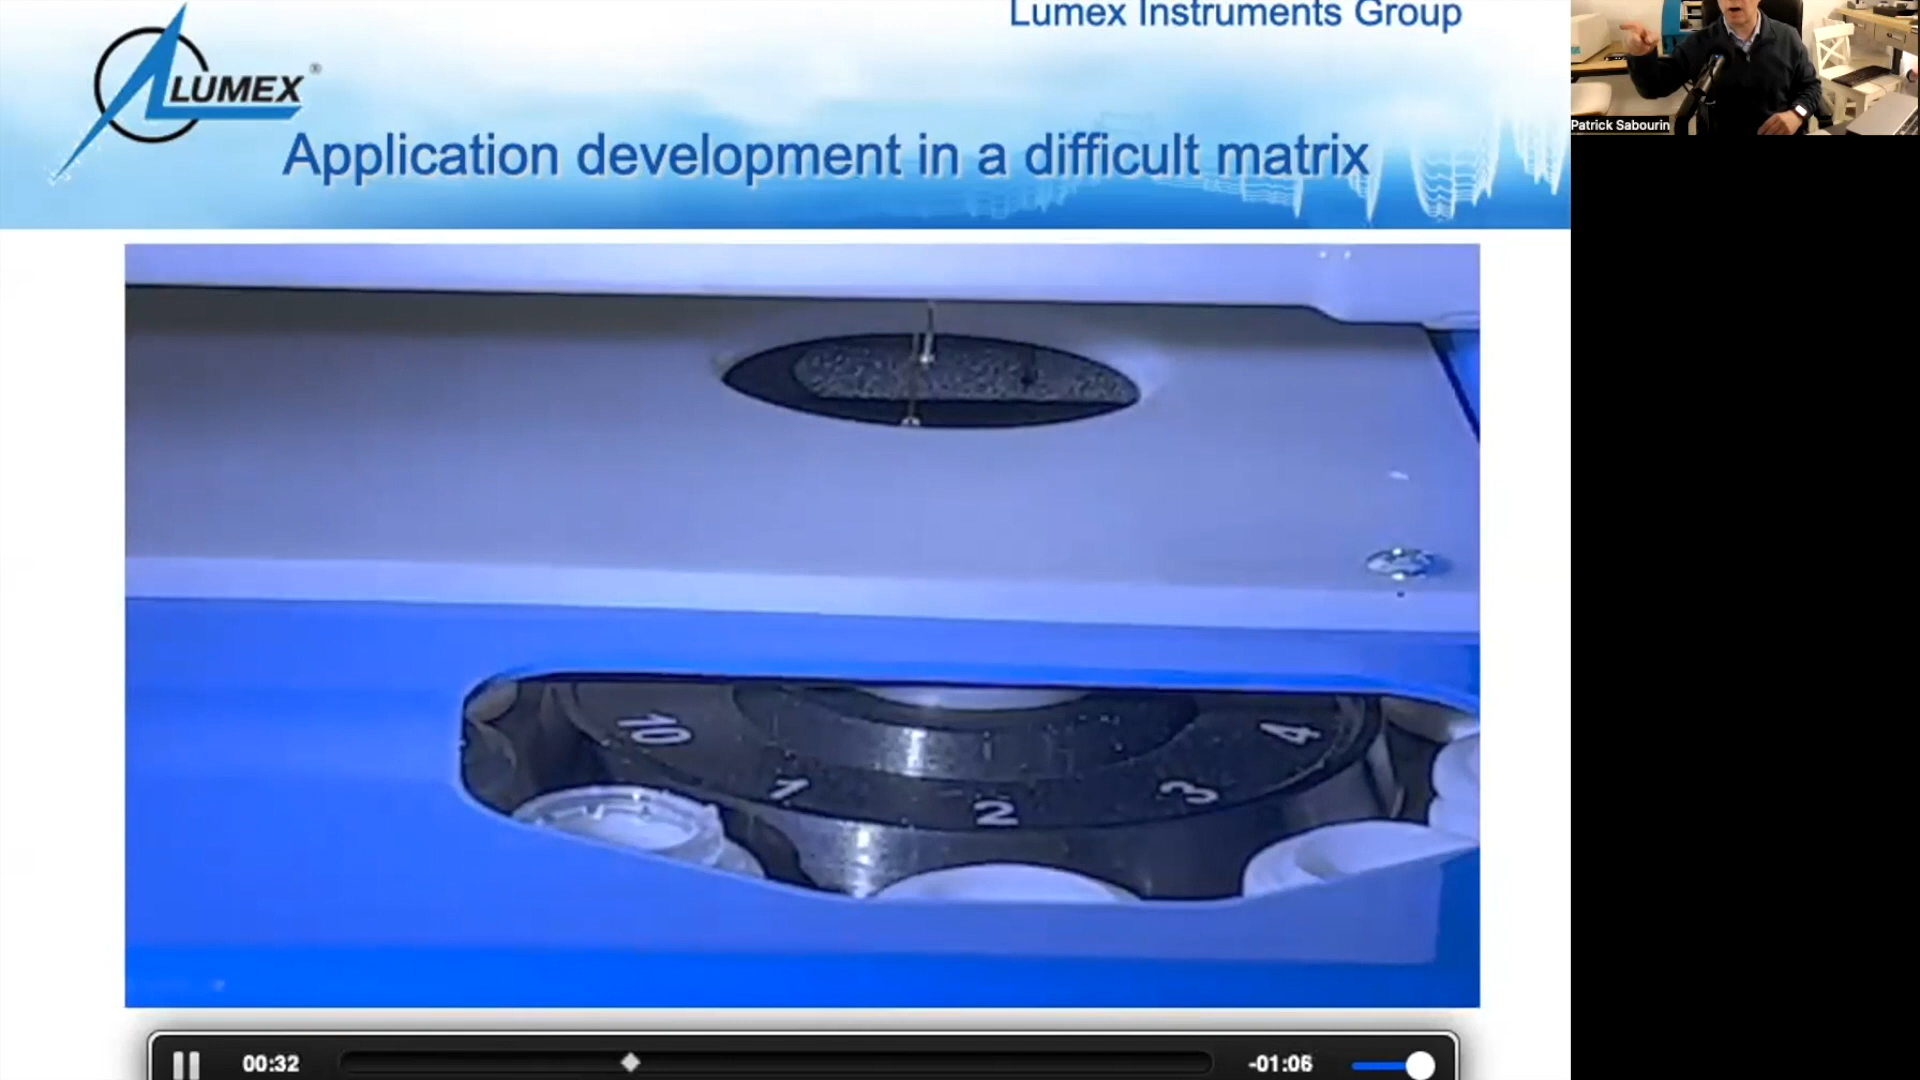 Lumex Instruments Group
LUMEX ®
Application development in a difficult matrix
Patrick Sabourin
10
1
2
3
4
00:32
-01:06